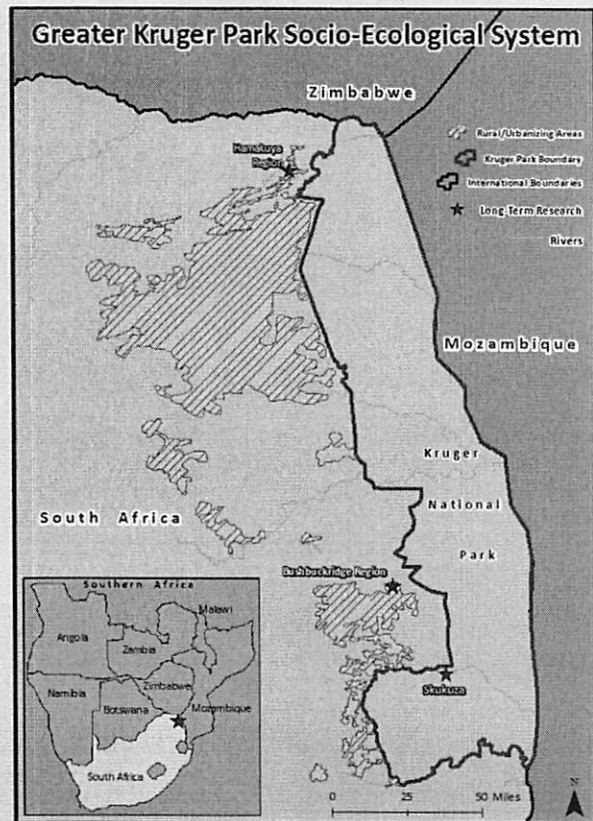 Greater Kruger Park Socio-Ecological System
Zimbabwe
Hamakuya
Region
Rural/Urbanizing Areas
Kruger Park Boundary
International Boundaries
Long-Term Research
Rivers
Mozambique
Kruger
National
Park
South Africa
Bushbuckridge Region
Skukuza
Southern Africa
Malawi
Angola
Zambia
Zimbabwe
Namibia
Mozambique
Botswana
South Africa
0 25 50 Miles
N